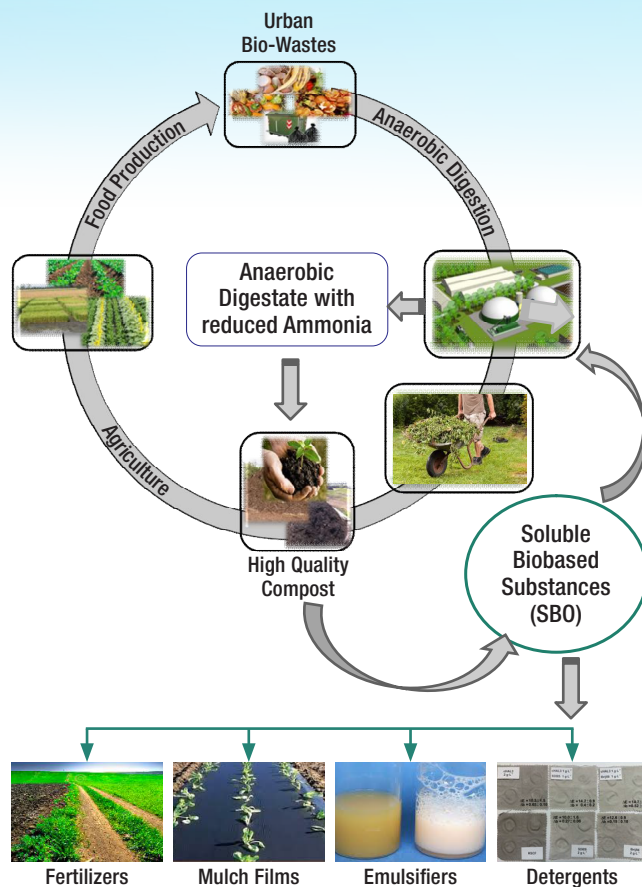 Urban
Bio-Wastes
Anaerobic Digestion
Food Production
Anaerobic
Digestate with
reduced Ammonia
Agriculture
High Quality
Compost
Soluble
Biobased
Substances
(SBO)
Fertilizers
Mulch Films
Emulsifiers
Detergents